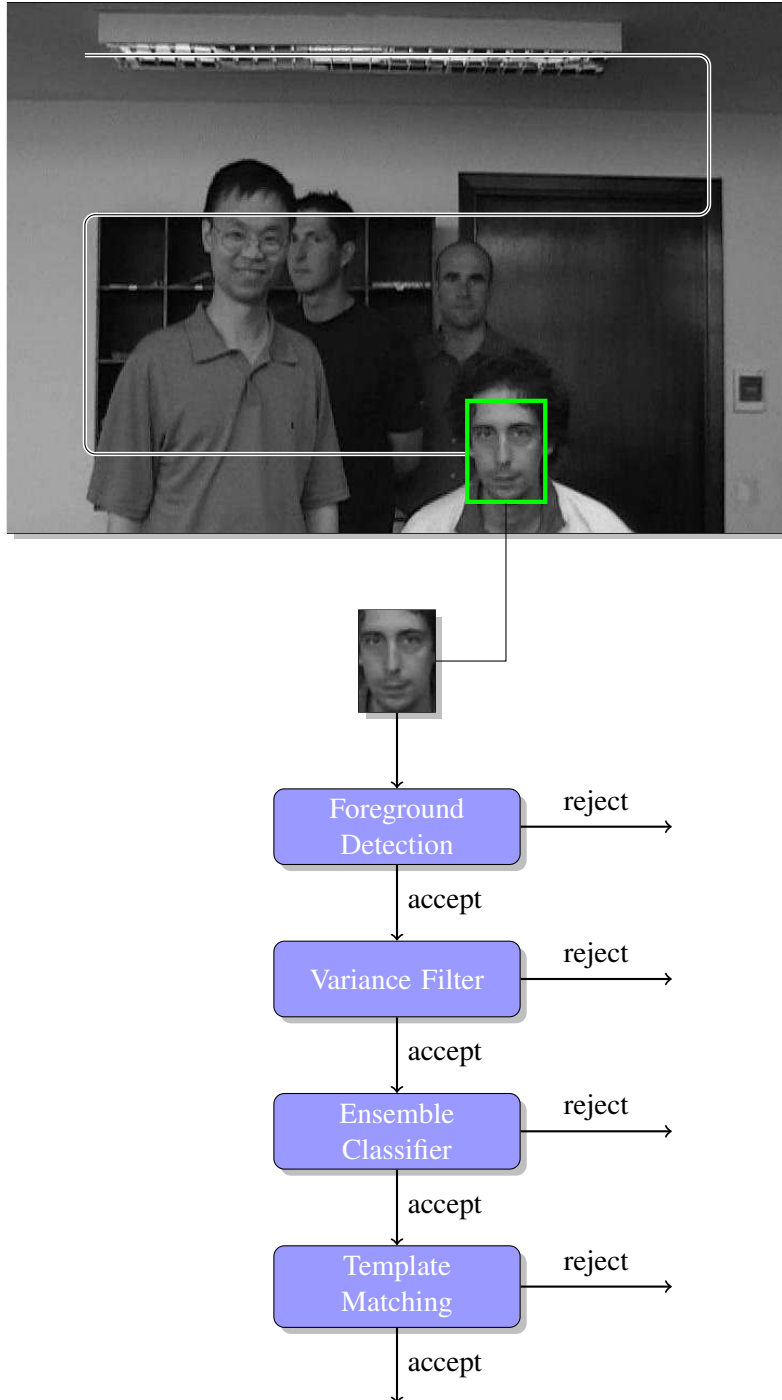 Foreground
Detection
reject
accept
Variance Filter
reject
accept
Ensemble
Classifier
reject
accept
Template
Matching
reject
accept